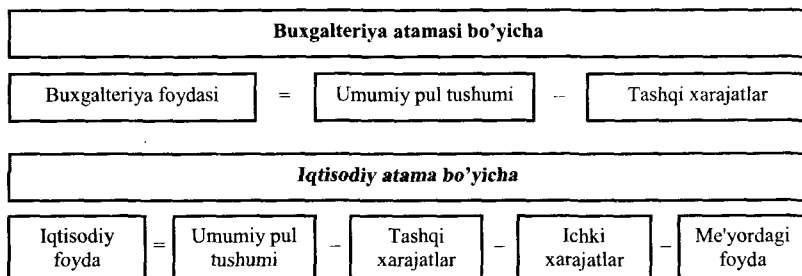 Buxgalteriya atamasi bo'yicha
Buxgalteriya foydasi = Umumiy pul tushumi – Tashqi xarajatlar
Iqtisodiy atama bo'yicha
Iqtisodiy foyda = Umumiy pul tushumi – Tashqi xarajatlar – Ichki xarajatlar – Me'yordagi foyda